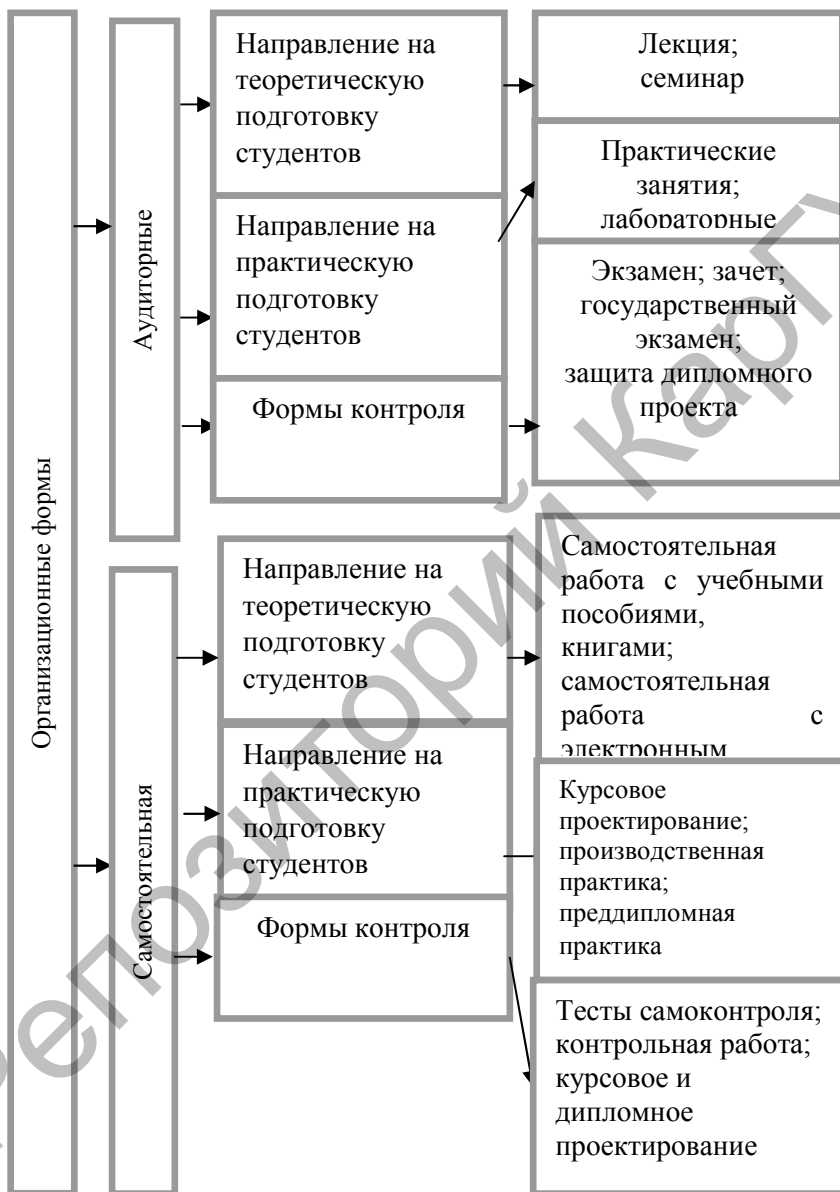 Организационные формы
Аудиторные
Направление на
теоретическую
подготовку
студентов
Лекция;
семинар
Направление на
практическую
подготовку
студентов
Практические
занятия;
лабораторные
Формы контроля
Экзамен; зачет;
государственный
экзамен;
защита дипломного
проекта
Самостоятельная
Направление на
теоретическую
подготовку
студентов
Самостоятельная
работа с учебными
пособиями,
книгами;
самостоятельная
работа с
электронным
Направление на
практическую
подготовку
студентов
Курсовое
проектирование;
производственная
практика;
преддипломная
практика
Формы контроля
Тесты самоконтроля;
контрольная работа;
курсовое и
дипломное
проектирование
Репозиторий КарГУ